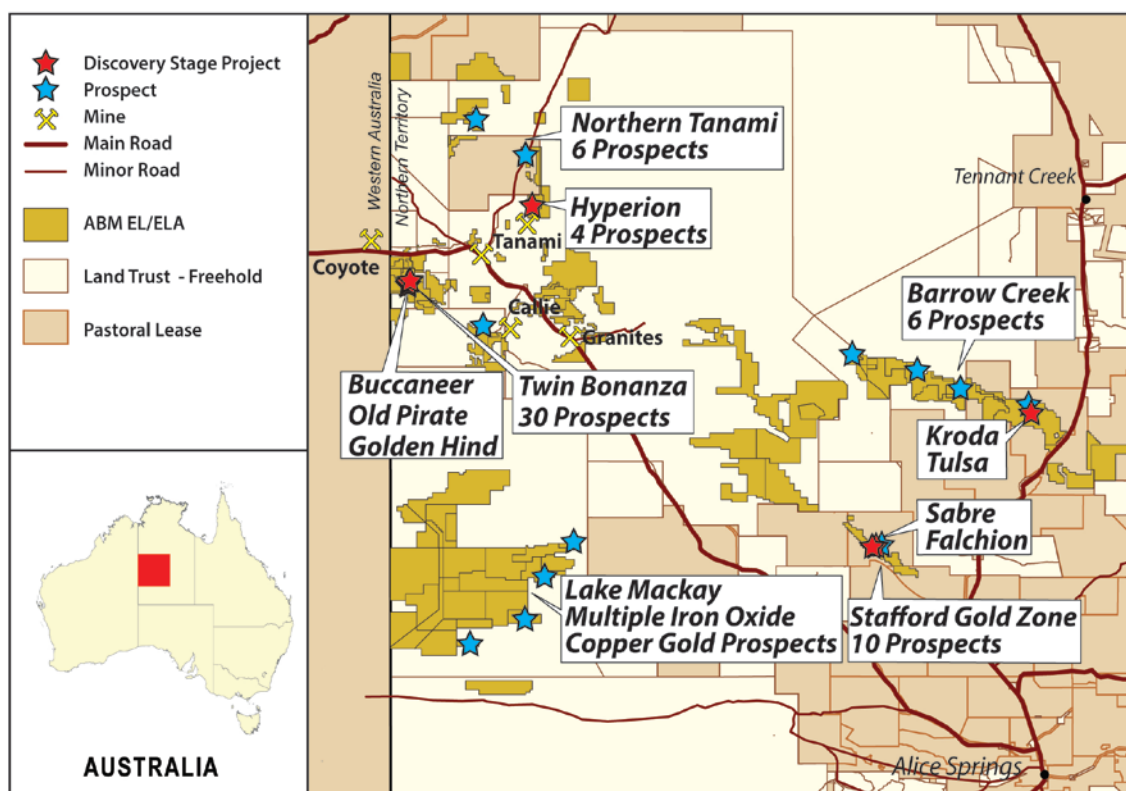 Discovery Stage Project
Prospect
Mine
Main Road
Minor Road
ABM EL/ELA
Land Trust - Freehold
Pastoral Lease
AUSTRALIA
Western Australia
Northern Territory
Northern Tanami
6 Prospects
Hyperion
4 Prospects
Tennant Creek
Tanami
Coyote
Callie
Granites
Barrow Creek
6 Prospects
Buccaneer
Old Pirate
Golden Hind
Twin Bonanza
30 Prospects
Kroda
Tulsa
Sabre
Falchion
Lake Mackay
Multiple Iron Oxide
Copper Gold Prospects
Stafford Gold Zone
10 Prospects
Alice Springs